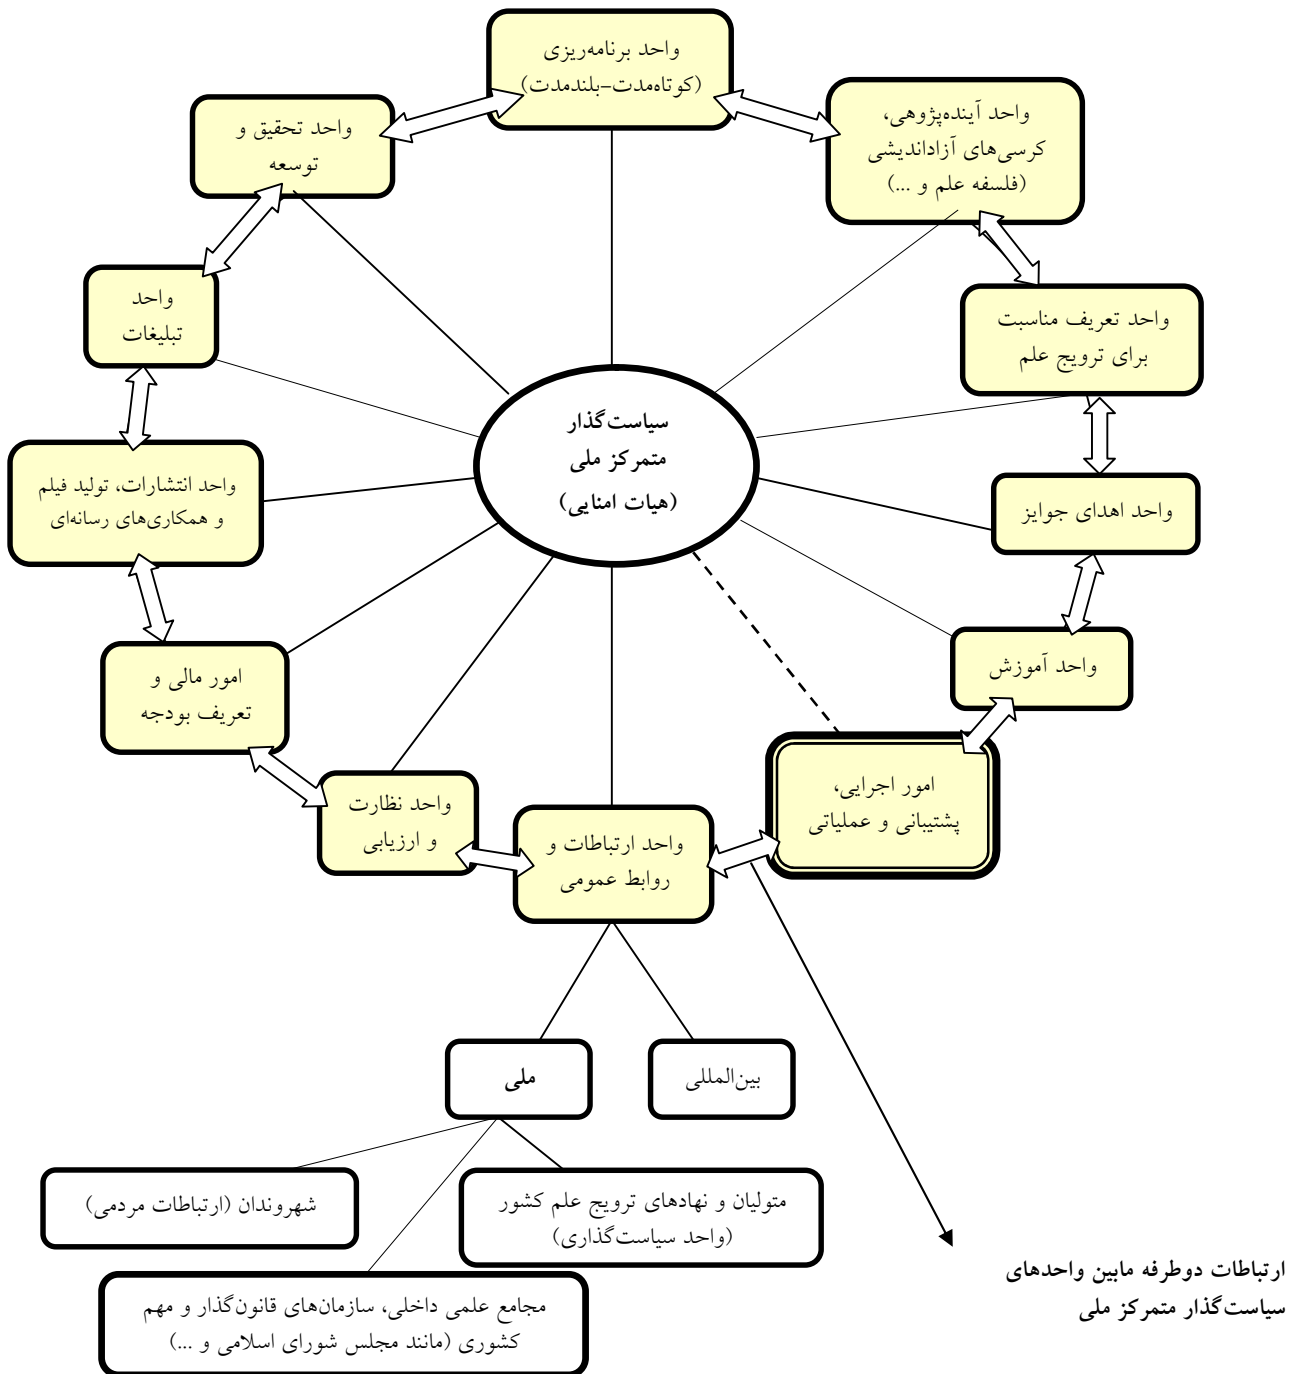 واحد برنامه‌ریزی
(کوتاه‌مدت-بلندمدت)
واحد آینده‌پژوهی،
کرسی‌های آزاداندیشی
(فلسفه علم و ...)
واحد تحقیق و
توسعه
واحد تعریف مناسبت
برای ترویج علم
واحد
تبلیغات
سیاست‌گذار
متمرکز ملی
(هیات امنایی)
واحد اهدای جوایز
واحد انتشارات، تولید فیلم
و همکاری‌های رسانه‌ای
واحد آموزش
امور مالی و
تعریف بودجه
امور اجرایی،
پشتیبانی و عملیاتی
واحد نظارت
و ارزیابی
واحد ارتباطات و
روابط عمومی
بین‌المللی
ملی
متولیان و نهادهای ترویج علم کشور
(واحد سیاست‌گذاری)
شهروندان (ارتباطات مردمی)
مجامع علمی داخلی، سازمان‌های قانون‌گذار و مهم
کشوری (مانند مجلس شورای اسلامی و ...)
ارتباطات دوطرفه مابین واحدهای
سیاست‌گذار متمرکز ملی